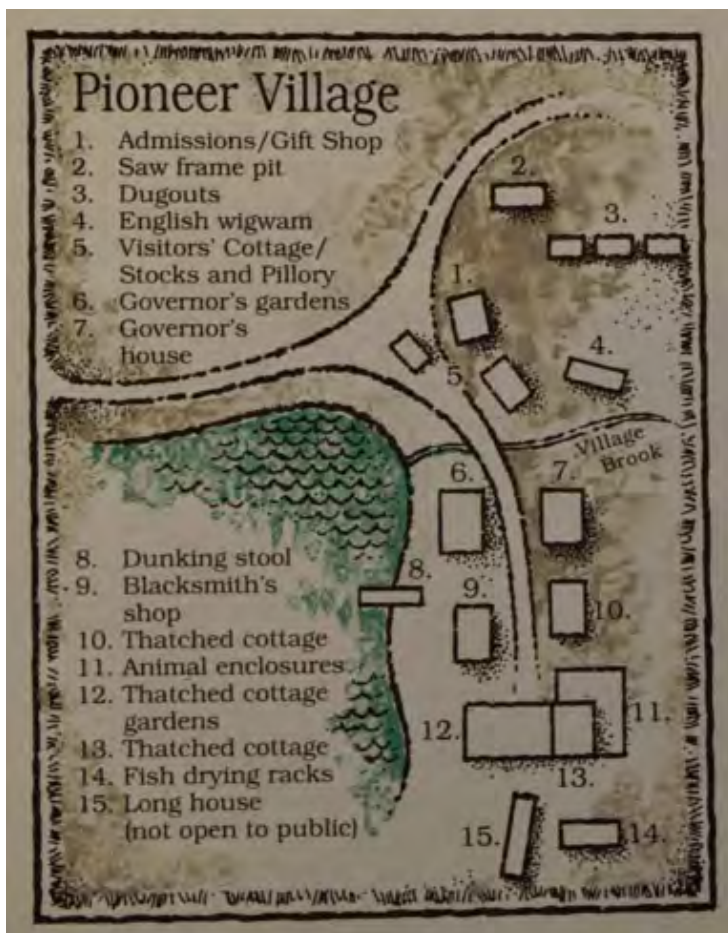 Pioneer Village
1. Admissions/Gift Shop
2. Saw frame pit
3. Dugouts
4. English wigwam
5. Visitors' Cottage/
Stocks and Pillory
6. Governor's gardens
7. Governor's
house
8. Dunking stool
9. Blacksmith's
shop
10. Thatched cottage
11. Animal enclosures
12. Thatched cottage
gardens
13. Thatched cottage
14. Fish drying racks
15. Long house
(not open to public)
2.
3.
1.
4.
5.
Village
Brook
6.
7.
8.
9.
10.
12.
11.
13.
15.
14.